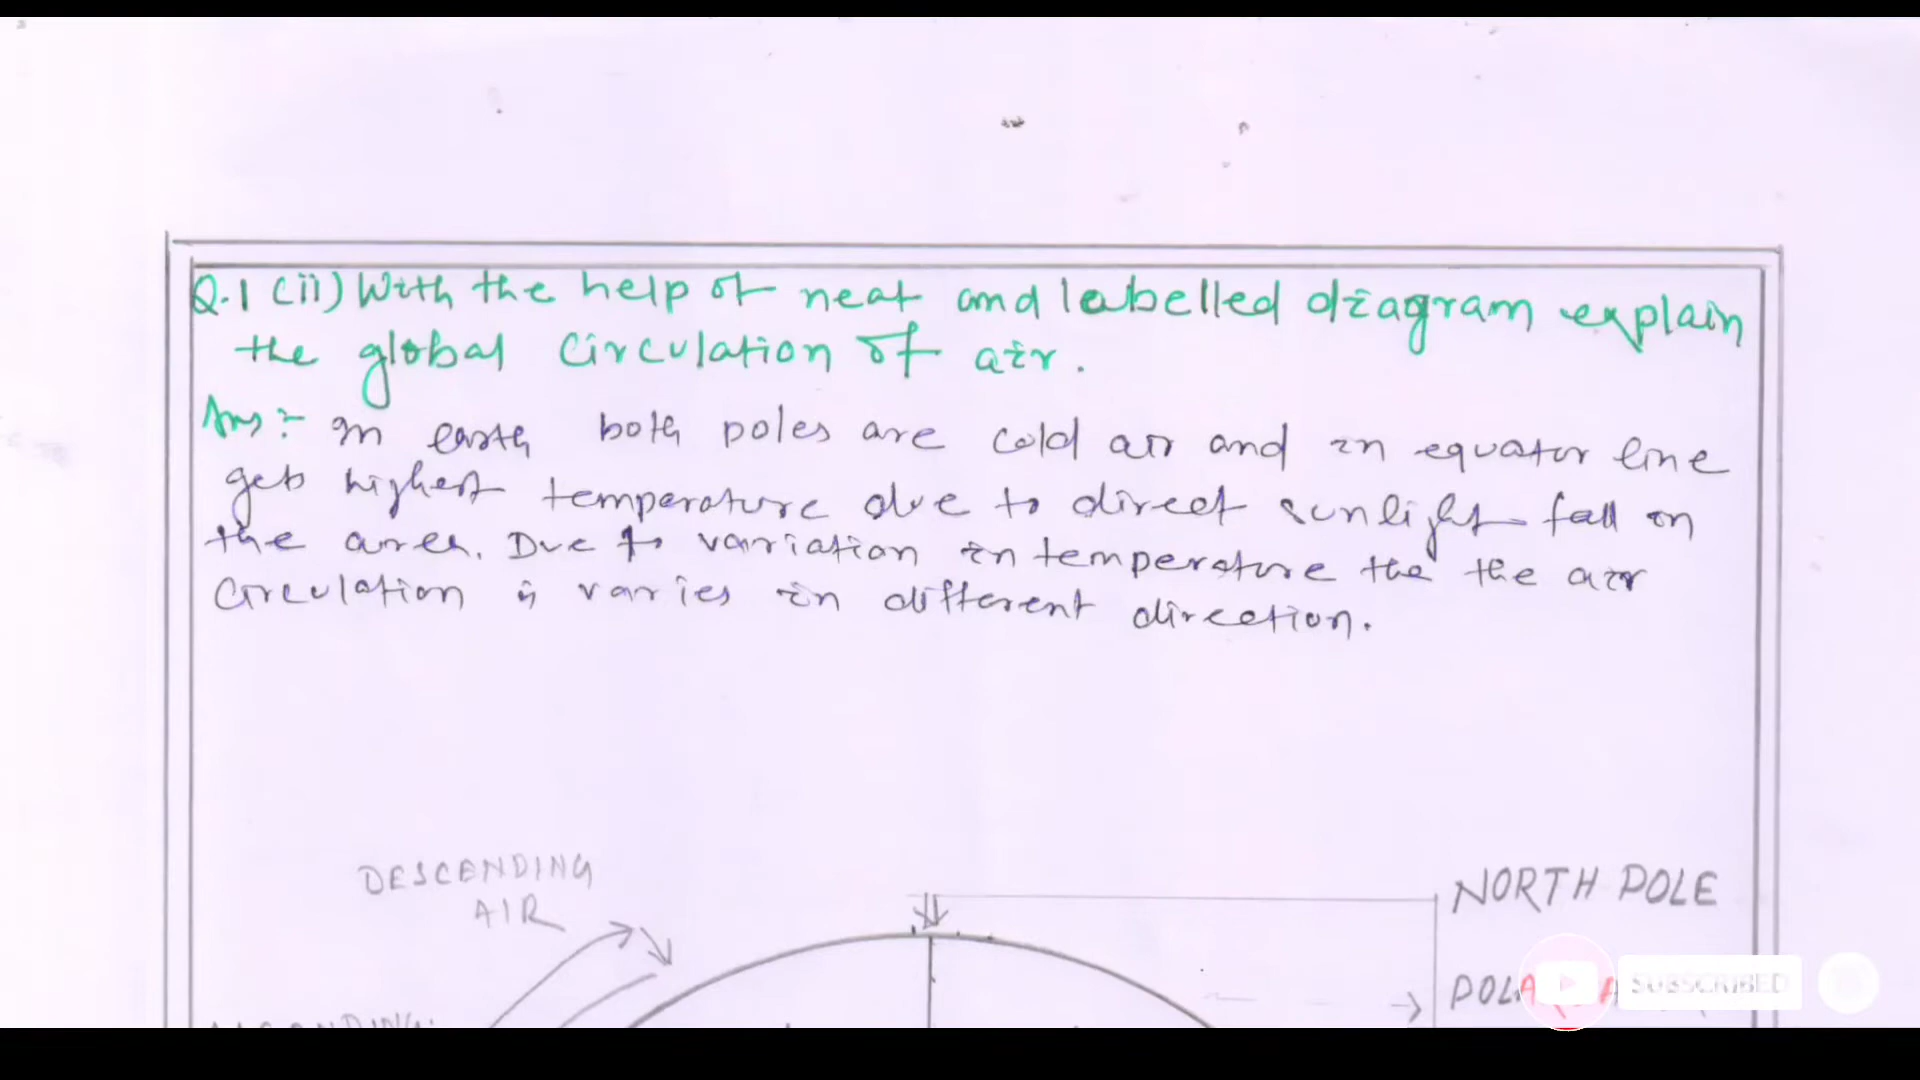 Q.1 (ii) With the help of neat and labelled diagram explain
the global circulation of air.
Ans:- In earth both poles are cold air and in equator line
gets highest temperature due to direct sunlight fall on
the area. Due to variation in temperature the the air
circulation is varies in different direction.
DESCENDING
AIR
NORTH POLE
SUBSCRIBED